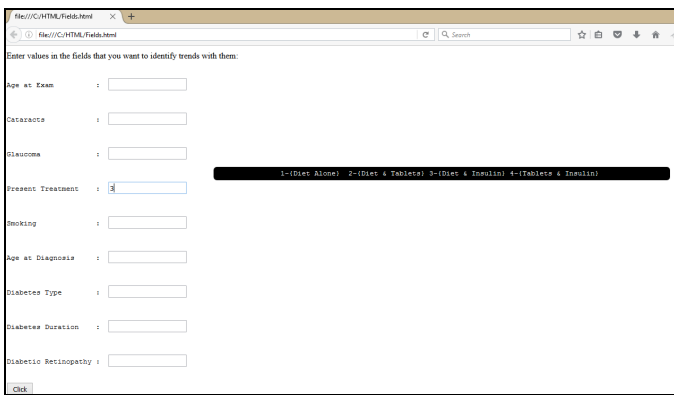 file:///C:/HTML/Fields.html
file:///C:/HTML/Fields.html
Search
Enter values in the fields that you want to identify trends with them:
Age at Exam :
Cataracts :
Glaucoma :
1-(Diet Alone) 2-(Diet & Tablets) 3-(Diet & Insulin) 4-(Tablets & Insulin)
Present Treatment : 3
Smoking :
Age at Diagnosis :
Diabetes Type :
Diabetes Duration :
Diabetic Retinopathy :
Click